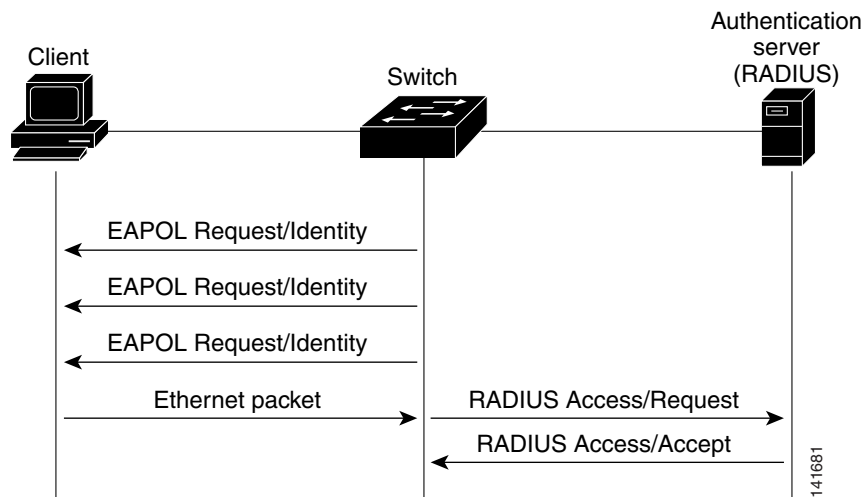 Client
Switch
Authentication
server
(RADIUS)
EAPOL Request/Identity
EAPOL Request/Identity
EAPOL Request/Identity
Ethernet packet
RADIUS Access/Request
RADIUS Access/Accept
141681